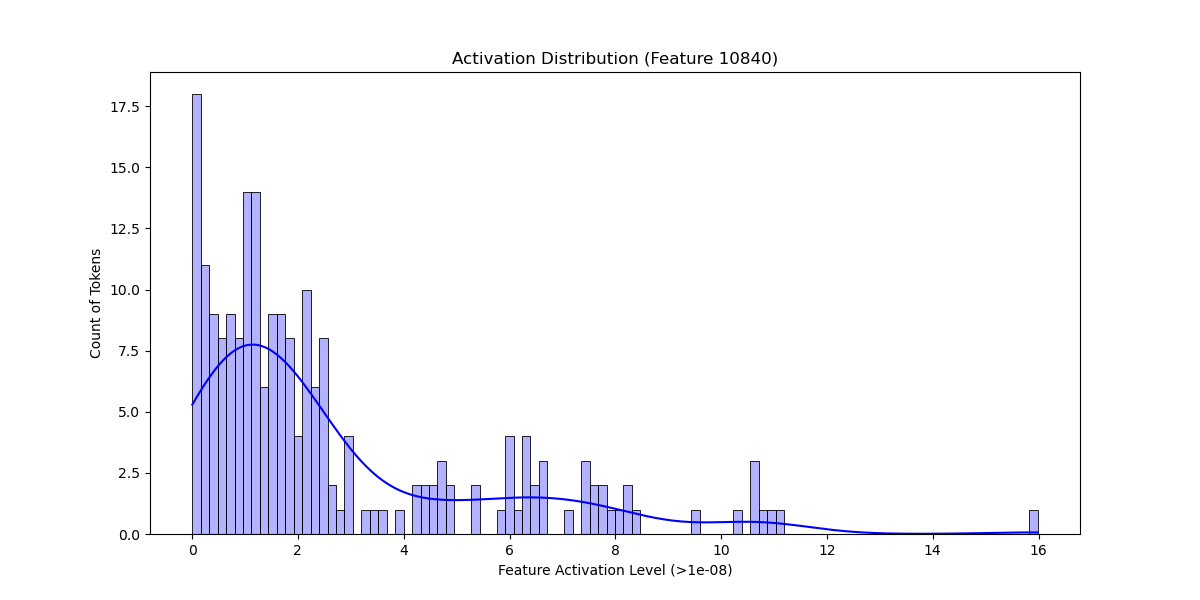 Activation Distribution (Feature 10840)
17.5
15.0
12.5
10.0
7.5
5.0
2.5
0.0
Count of Tokens
0 2 4 6 8 10 12 14 16
Feature Activation Level (>1e-08)